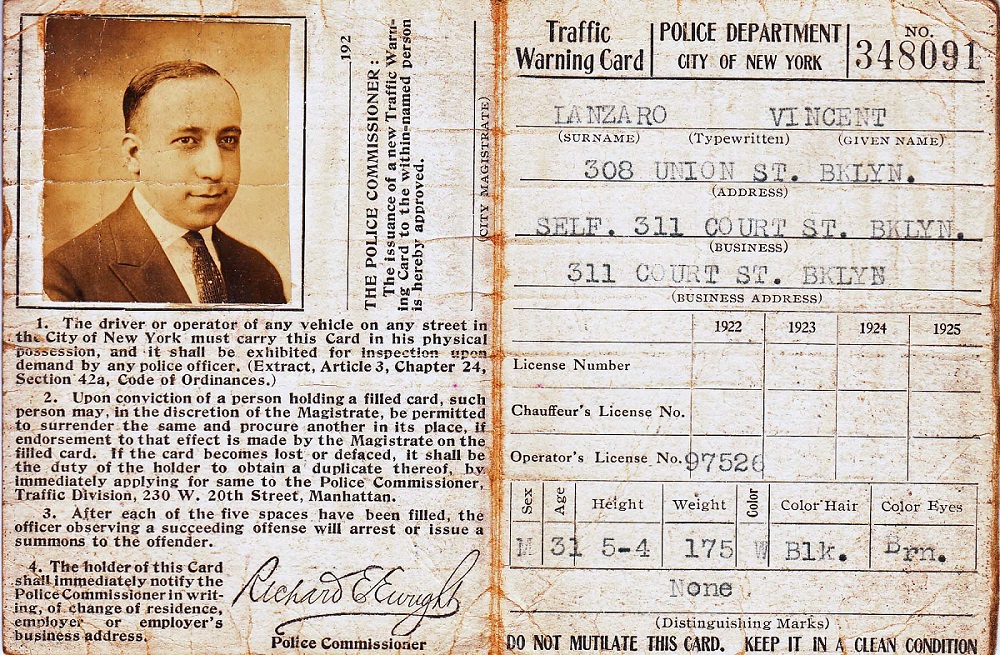 192
THE POLICE COMMISSIONER:
The issuance of a new Traffic Warn-
ing Card to the within-named person
is hereby approved.
(CITY MAGISTRATE)
1. The driver or operator of any vehicle on any street in
the City of New York must carry this Card in his physical
possession, and it shall be exhibited for inspection upon
demand by any police officer. (Extract, Article 3, Chapter 24,
Section 42a, Code of Ordinances.)
2. Upon conviction of a person holding a filled card, such
person may, in the discretion of the Magistrate, be permitted
to surrender the same and procure another in its place, if
endorsement to that effect is made by the Magistrate on the
filled card. If the card becomes lost or defaced, it shall be
the duty of the holder to obtain a duplicate thereof, by
immediately applying for same to the Police Commissioner,
Traffic Division, 230 W. 20th Street, Manhattan.
3. After each of the five spaces have been filled, the
officer observing a succeeding offense will arrest or issue a
summons to the offender.
4. The holder of this Card
shall immediately notify the
Police Commissioner in writ-
ing, of change of residence,
employer or employer's
business address.
Richard E Enright
Police Commissioner
Traffic
Warning Card
POLICE DEPARTMENT
CITY OF NEW YORK
NO.
348091
LANZARO VINCENT
(SURNAME) (Typewritten) (GIVEN NAME)
308 UNION ST. BKLYN.
(ADDRESS)
SELF. 311 COURT ST. BKLYN.
(BUSINESS)
311 COURT ST. BKLYN
(BUSINESS ADDRESS)
1922 1923 1924 1925
License Number
Chauffeur's License No.
Operator's License No. 97526
Sex Age Height Weight Color Color Hair Color Eyes
M 31 5-4 175 W Blk. Brn.
None
(Distinguishing Marks)
DO NOT MUTILATE THIS CARD. KEEP IT IN A CLEAN CONDITION